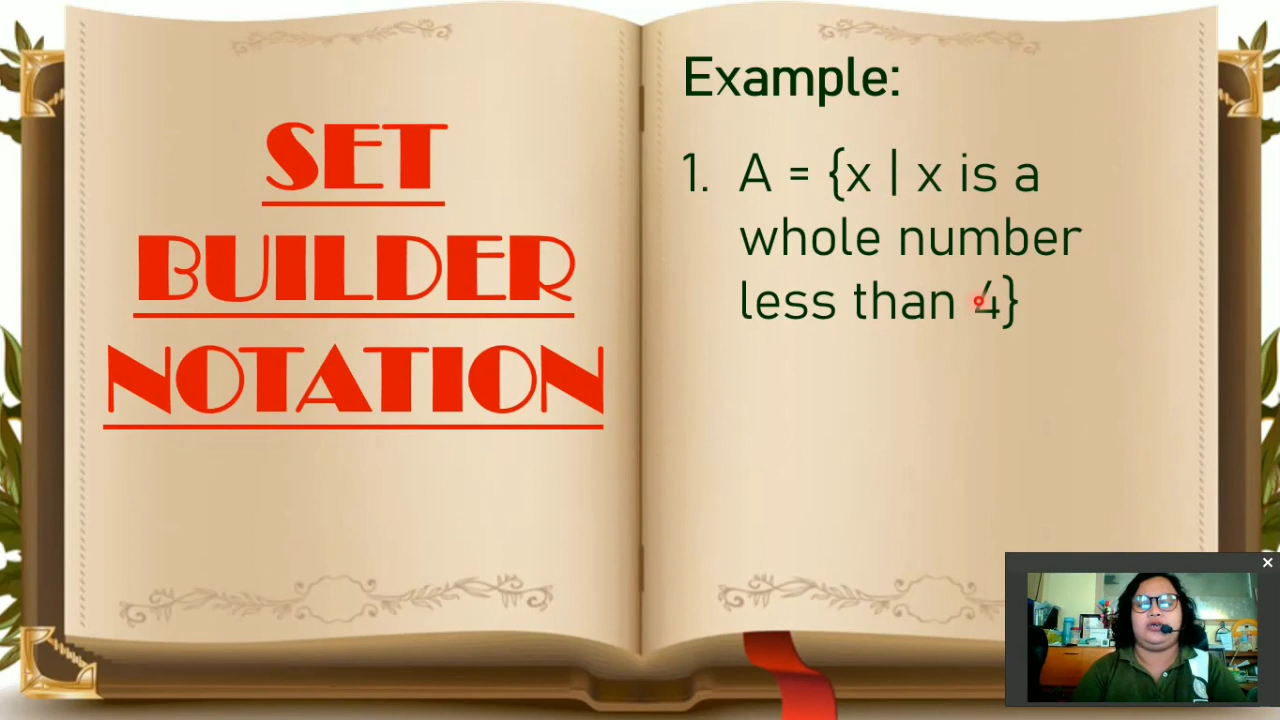 SET
BUILDER
NOTATION
Example:
1. A = {x | x is a
whole number
less than 4}